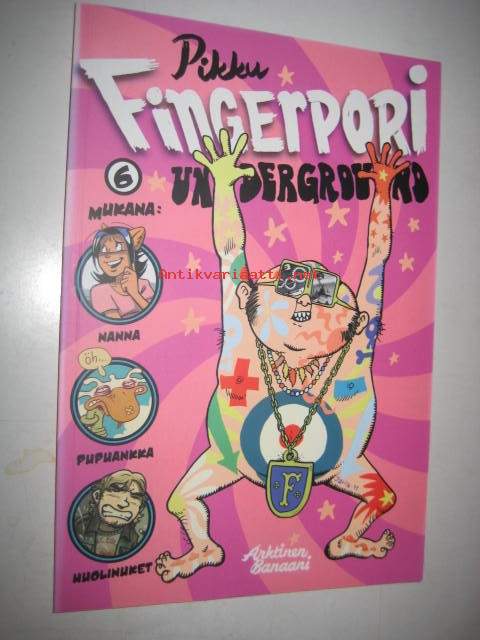 Pikku
FINGERPORI
6
UNDERGROUND
MUKANA:
Antikvariaatti.net
NANNA
öh...
PUPUANKKA
F
HUOLINUKET
Arktinen
Banaani